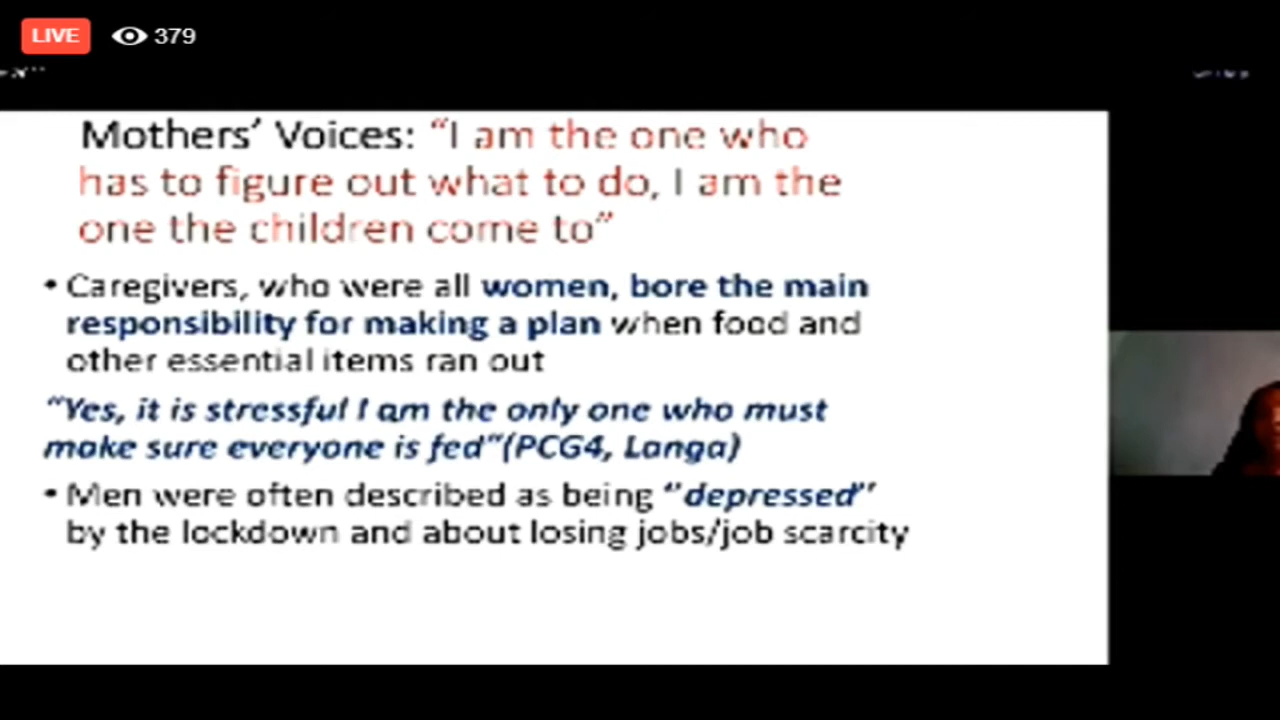 LIVE 379
Mothers’ Voices: “I am the one who
has to figure out what to do, I am the
one the children come to”
• Caregivers, who were all women, bore the main
responsibility for making a plan when food and
other essential items ran out
“Yes, it is stressful I am the only one who must
make sure everyone is fed”(PCG4, Langa)
• Men were often described as being “depressed”
by the lockdown and about losing jobs/job scarcity